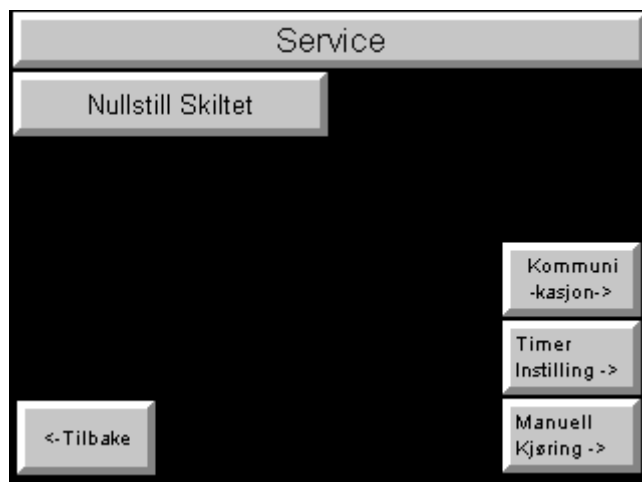 Service
Nullstill Skiltet
Kommuni
-kasjon->
Timer
Instilling ->
<-Tilbake
Manuell
Kjøring ->